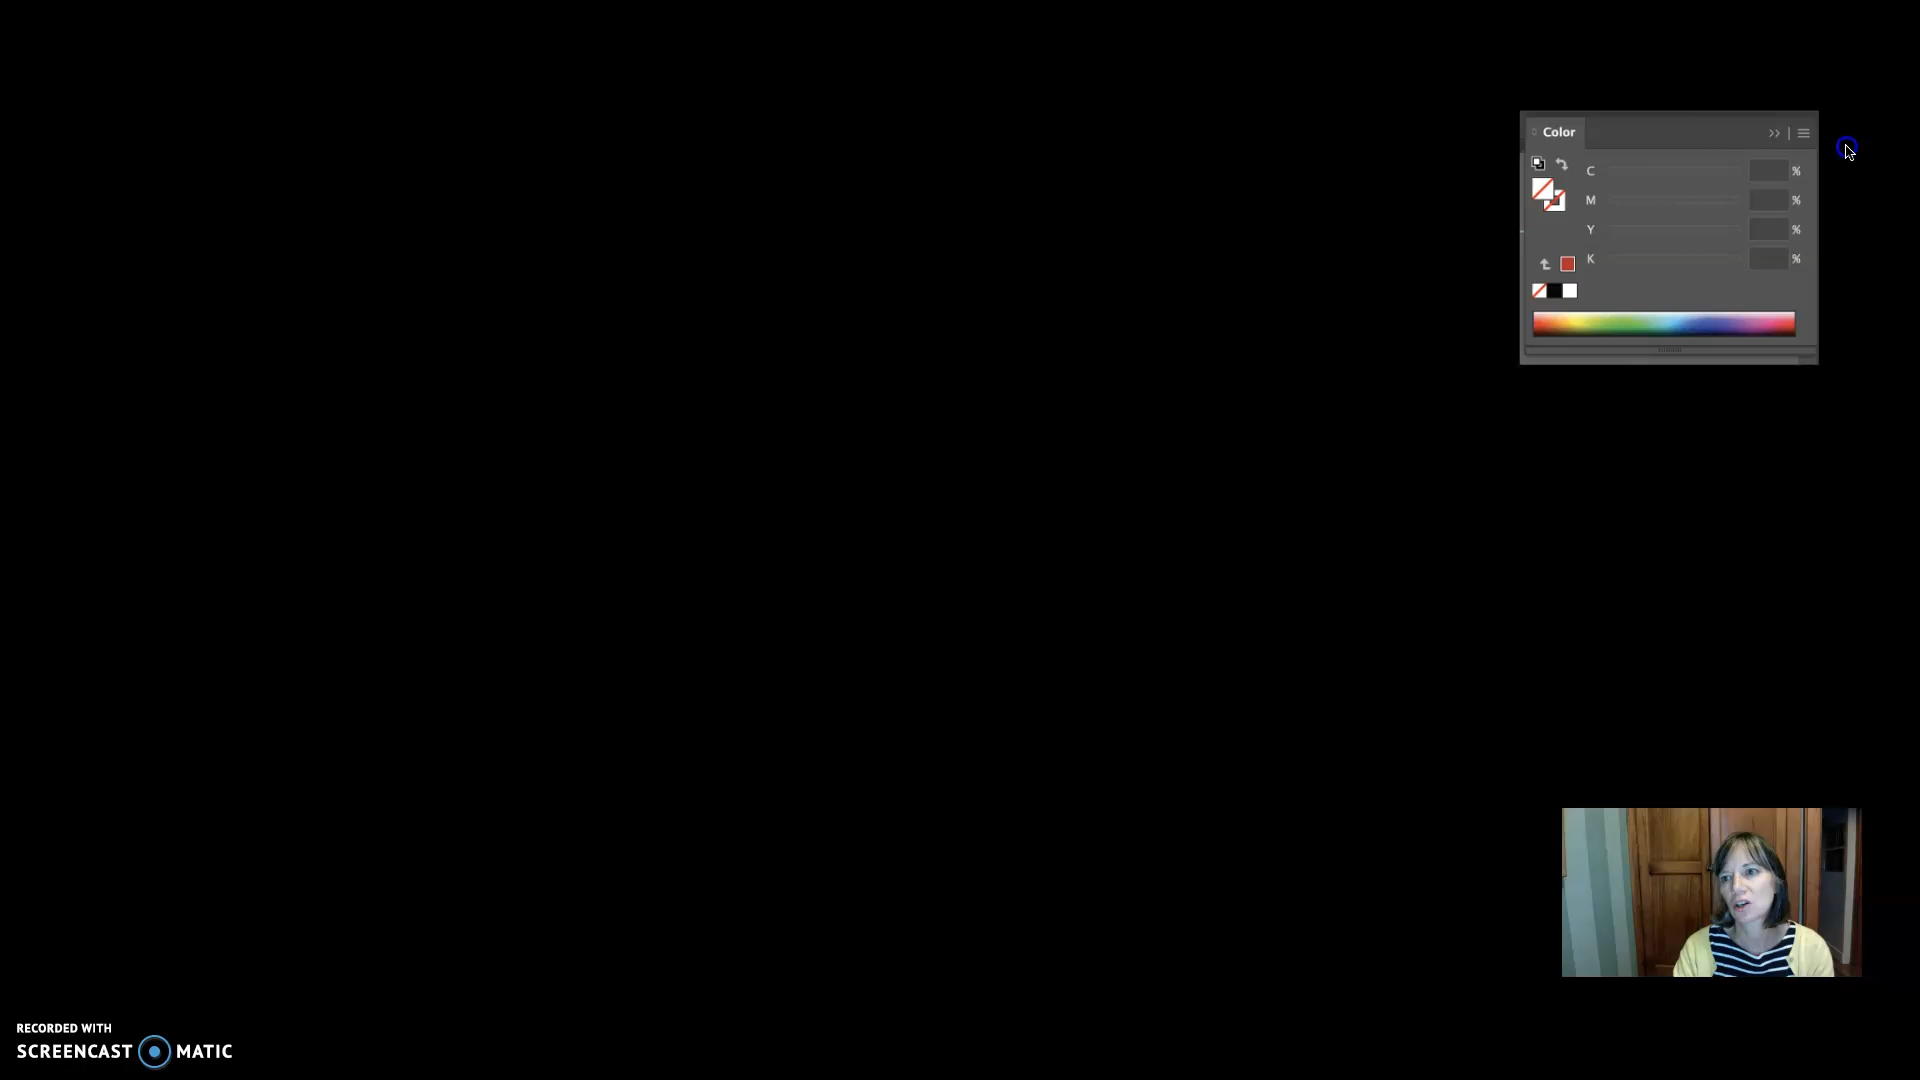 Color
C %
M %
Y %
K %
RECORDED WITH
SCREENCAST MATIC